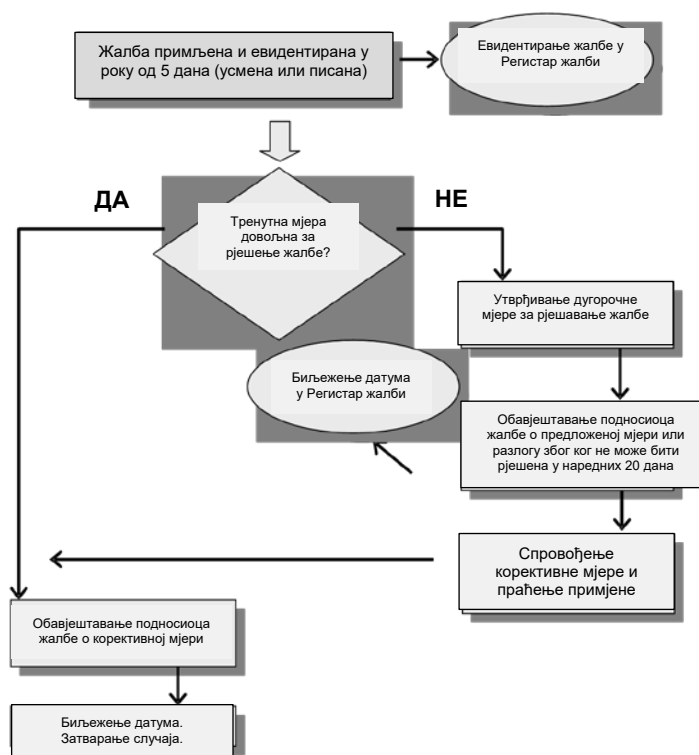 Жалба примљена и евидентирана у
року од 5 дана (усмена или писана)
Евидентирање жалбе у
Регистар жалби
ДА
НЕ
Тренутна мјера
довољна за
рјешење жалбе?
Утврђивање дугорочне
мјере за рјешавање жалбе
Биљежење датума
у Регистар жалби
Обавјештавање подносиоца
жалбе о предложеној мјери или
разлогу због ког не може бити
рјешена у наредних 20 дана
Спровођење
корективне мјере и
праћење примјене
Обавјештавање подносиоца
жалбе о корективној мјери
Биљежење датума.
Затварање случаја.